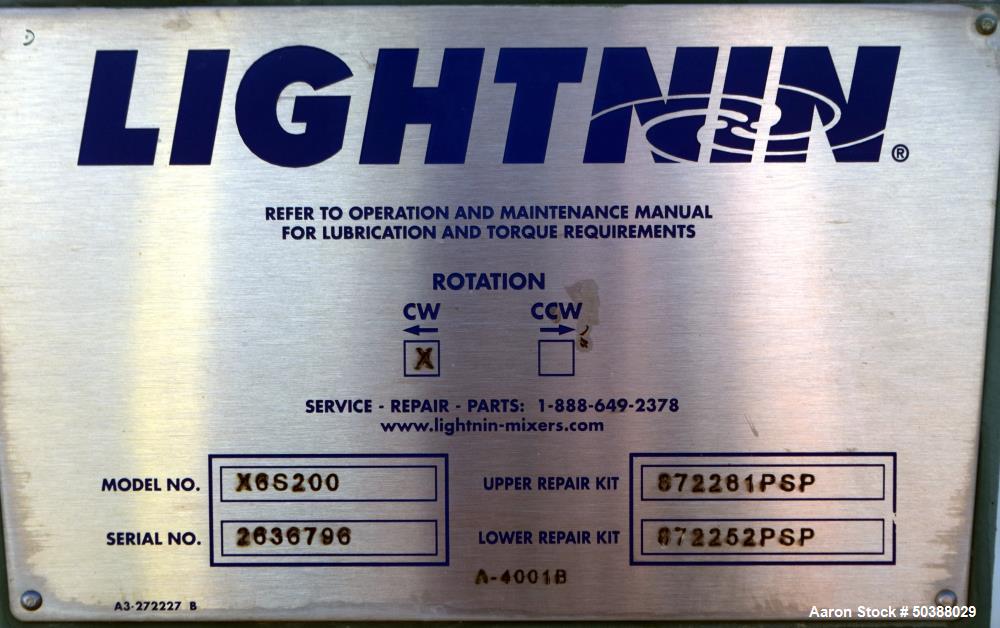 LIGHTNIN®
REFER TO OPERATION AND MAINTENANCE MANUAL
FOR LUBRICATION AND TORQUE REQUIREMENTS
ROTATION
CW CCW
X
SERVICE - REPAIR - PARTS: 1-888-649-2378
www.lightnin-mixers.com
MODEL NO. X6S200 UPPER REPAIR KIT 872261PSP
SERIAL NO. 2636796 LOWER REPAIR KIT 872252PSP
A-4001B
A3-272227 B
Aaron Stock # 50388029